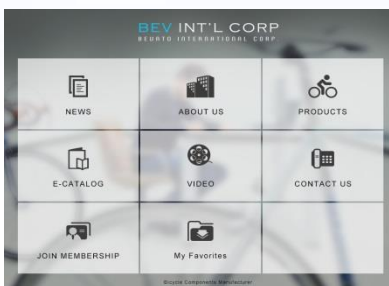 BEV INT'L CORP
BEVATO INTERNATIONAL CORP
NEWS
ABOUT US
PRODUCTS
E-CATALOG
VIDEO
CONTACT US
JOIN MEMBERSHIP
My Favorites
Bicycle Components Manufacturer